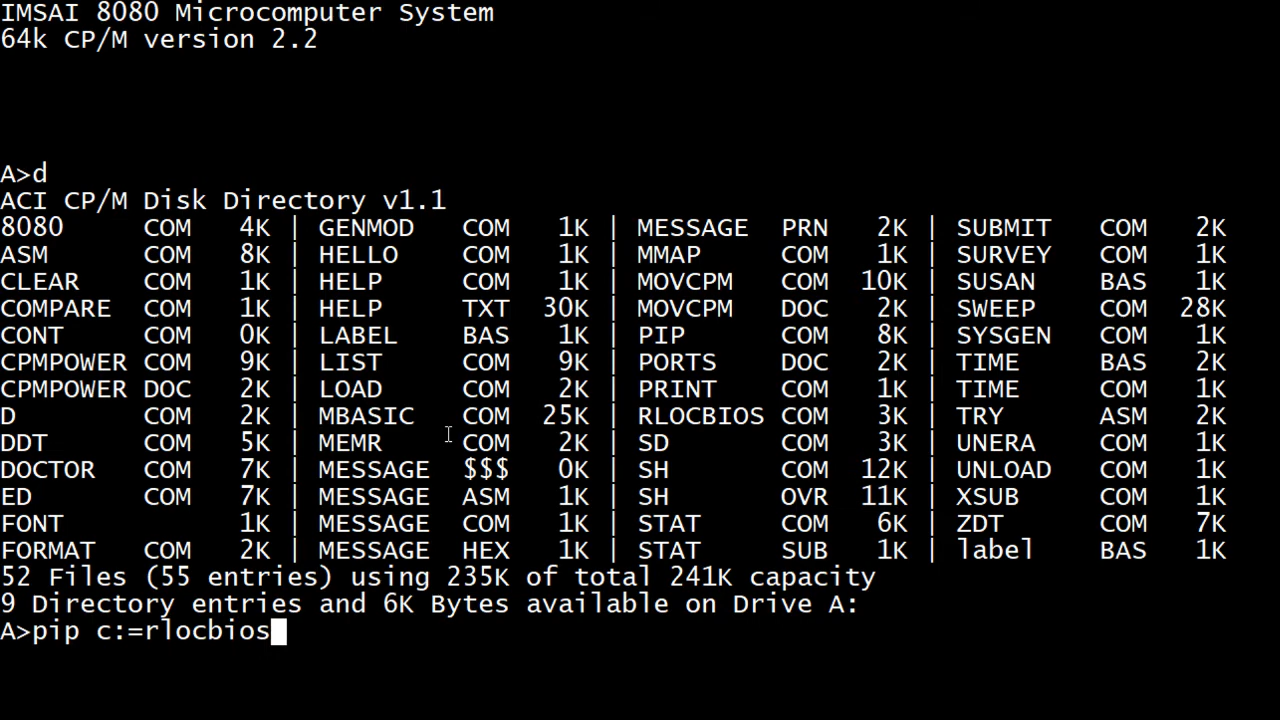 IMSAI 8080 Microcomputer System
64k CP/M version 2.2
A>d
ACI CP/M Disk Directory v1.1
8080     COM   4K | GENMOD   COM   1K | MESSAGE  PRN   2K | SUBMIT   COM   2K
ASM      COM   8K | HELLO    COM   1K | MMAP     COM   1K | SURVEY   COM   1K
CLEAR    COM   1K | HELP     COM   1K | MOVCPM   COM  10K | SUSAN    BAS   1K
COMPARE  COM   1K | HELP     TXT  30K | MOVCPM   DOC   2K | SWEEP    COM  28K
CONT     COM   0K | LABEL    BAS   1K | PIP      COM   8K | SYSGEN   COM   1K
CPMPOWER COM   9K | LIST     COM   9K | PORTS    DOC   2K | TIME     BAS   2K
CPMPOWER DOC   2K | LOAD     COM   2K | PRINT    COM   1K | TIME     COM   1K
D        COM   2K | MBASIC   COM  25K | RLOCBIOS COM   3K | TRY      ASM   2K
DDT      COM   5K | MEMR     COM   2K | SD       COM   3K | UNERA    COM   1K
DOCTOR   COM   7K | MESSAGE  $$$   0K | SH       COM  12K | UNLOAD   COM   1K
ED       COM   7K | MESSAGE  ASM   1K | SH       OVR  11K | XSUB     COM   1K
FONT           1K | MESSAGE  COM   1K | STAT     COM   6K | ZDT      COM   7K
FORMAT   COM   2K | MESSAGE  HEX   1K | STAT     SUB   1K | label    BAS   1K
52 Files (55 entries) using 235K of total 241K capacity
9 Directory entries and 6K Bytes available on Drive A:
A>pip c:=rlocbios